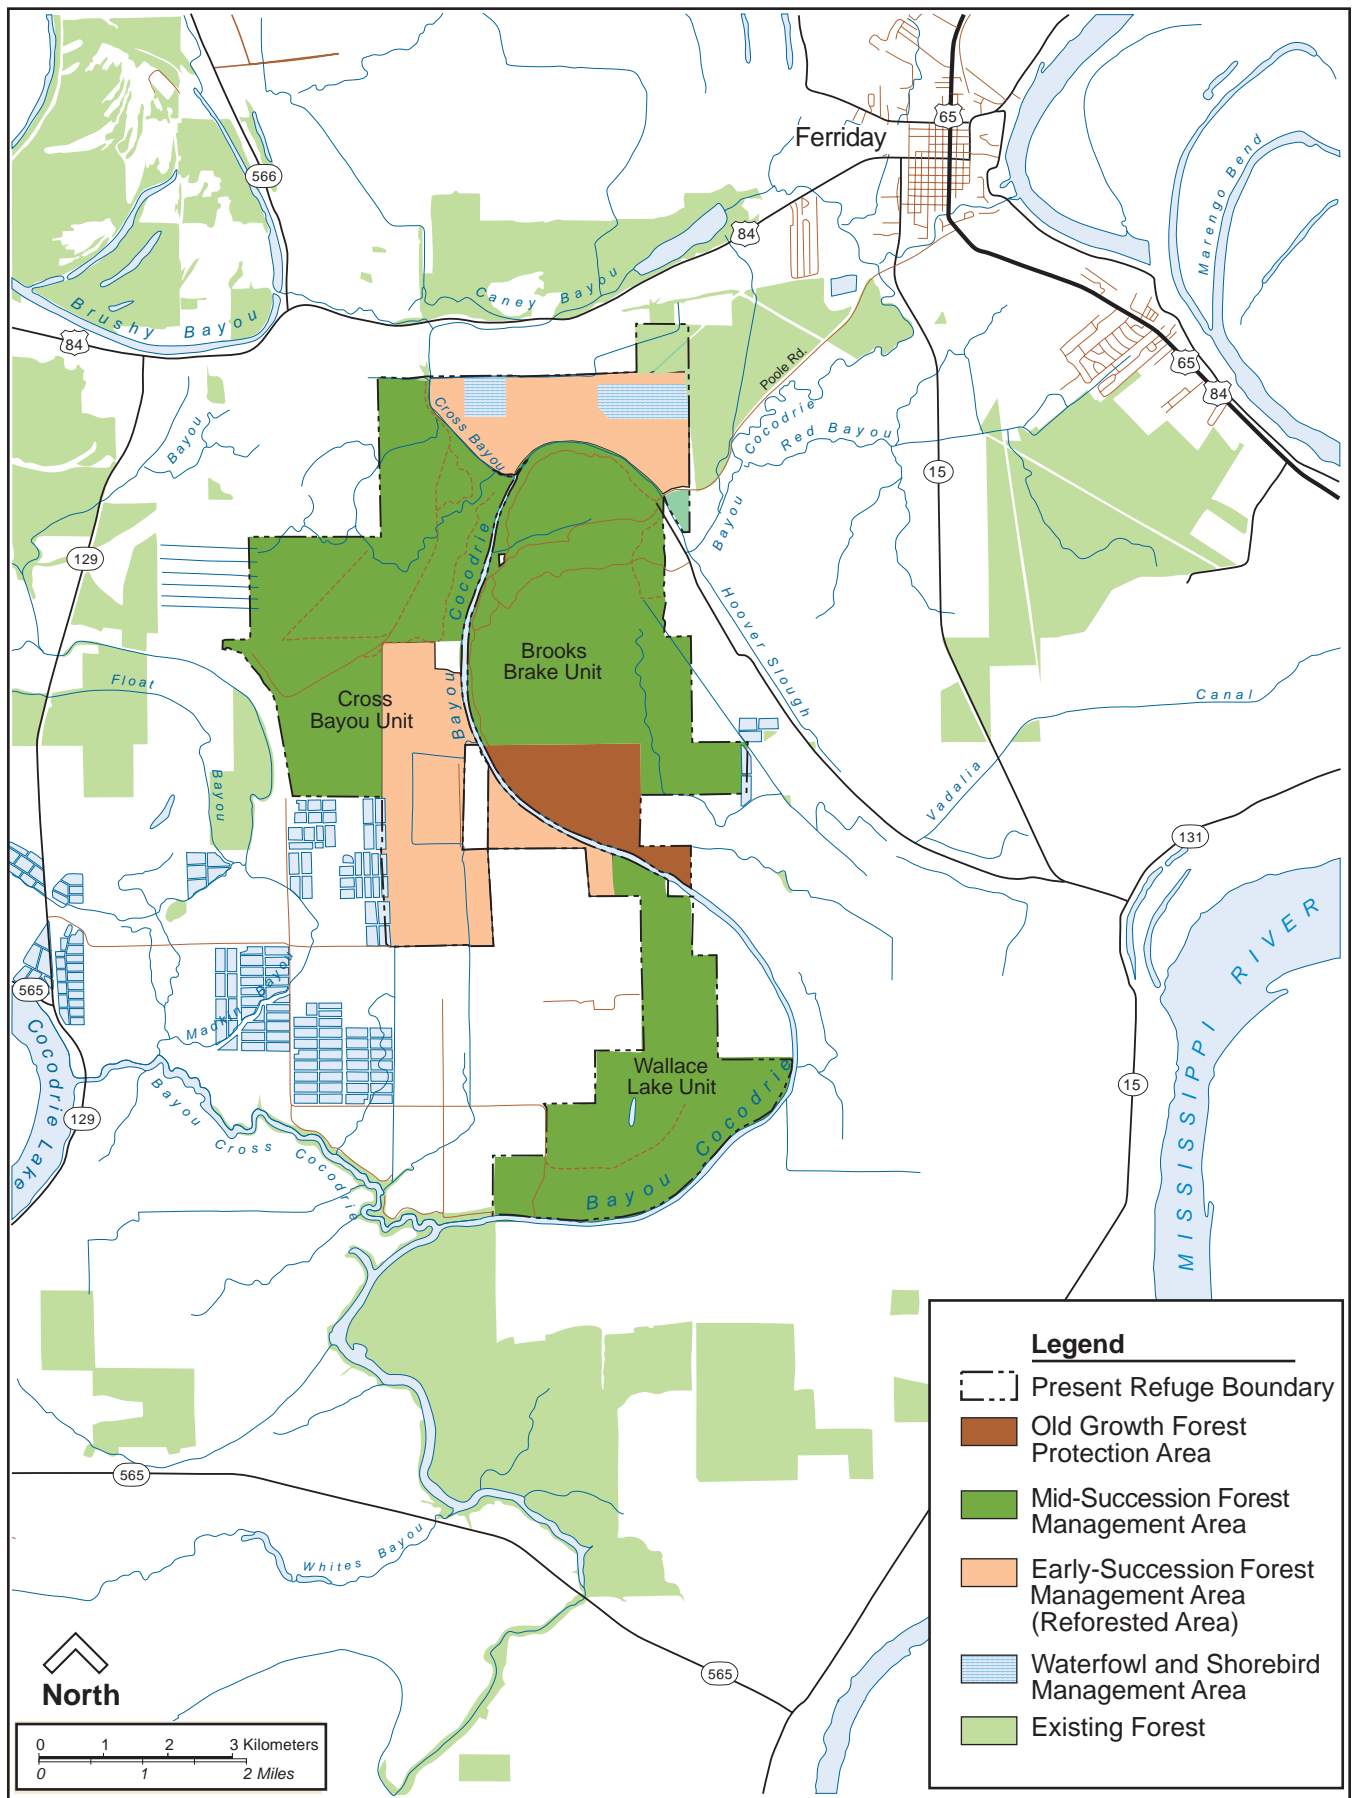 65
Ferriday
566
Marengo Bend
84
Caney Bayou
Brushy Bayou
84
65
84
Poole Rd.
Cross Bayou
Cocodrie
Red Bayou
Bayou
15
Bayou
129
Cocodrie
Hoover Slough
Brooks
Brake Unit
Float
Canal
Cross
Bayou Unit
Bayou
Bayou
Vadalia
131
MISSISSIPPI RIVER
565
Mackin Bayou
Cocodrie Lake
Wallace
Lake Unit
15
129
Bayou Cross Cocodrie
Bayou Cocodrie
Legend
Present Refuge Boundary
Old Growth Forest
Protection Area
565
Mid-Succession Forest
Management Area
Whites Bayou
Early-Succession Forest
Management Area
(Reforested Area)
North
565
Waterfowl and Shorebird
Management Area
Existing Forest
0 1 2 3 Kilometers
0 1 2 Miles